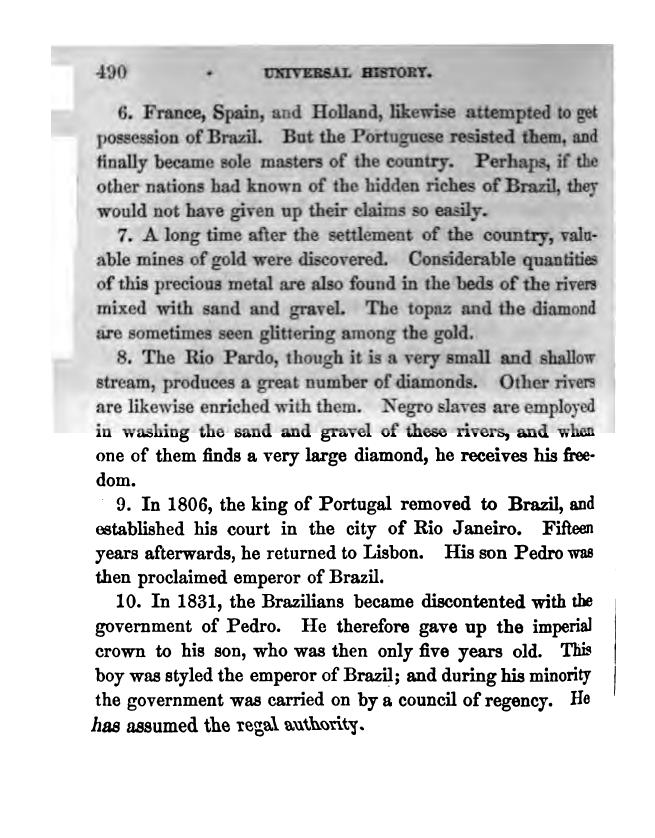 490
UNIVERSAL HISTORY.
6. France, Spain, and Holland, likewise attempted to get
possession of Brazil. But the Portuguese resisted them, and
finally became sole masters of the country. Perhaps, if the
other nations had known of the hidden riches of Brazil, they
would not have given up their claims so easily.
7. A long time after the settlement of the country, valu-
able mines of gold were discovered. Considerable quantities
of this precious metal are also found in the beds of the rivers
mixed with sand and gravel. The topaz and the diamond
are sometimes seen glittering among the gold.
8. The Rio Pardo, though it is a very small and shallow
stream, produces a great number of diamonds. Other rivers
are likewise enriched with them. Negro slaves are employed
in washing the sand and gravel of these rivers, and when
one of them finds a very large diamond, he receives his free-
dom.
9. In 1806, the king of Portugal removed to Brazil, and
established his court in the city of Rio Janeiro. Fifteen
years afterwards, he returned to Lisbon. His son Pedro was
then proclaimed emperor of Brazil.
10. In 1831, the Brazilians became discontented with the
government of Pedro. He therefore gave up the imperial
crown to his son, who was then only five years old. This
boy was styled the emperor of Brazil; and during his minority
the government was carried on by a council of regency. He
has assumed the regal authority.